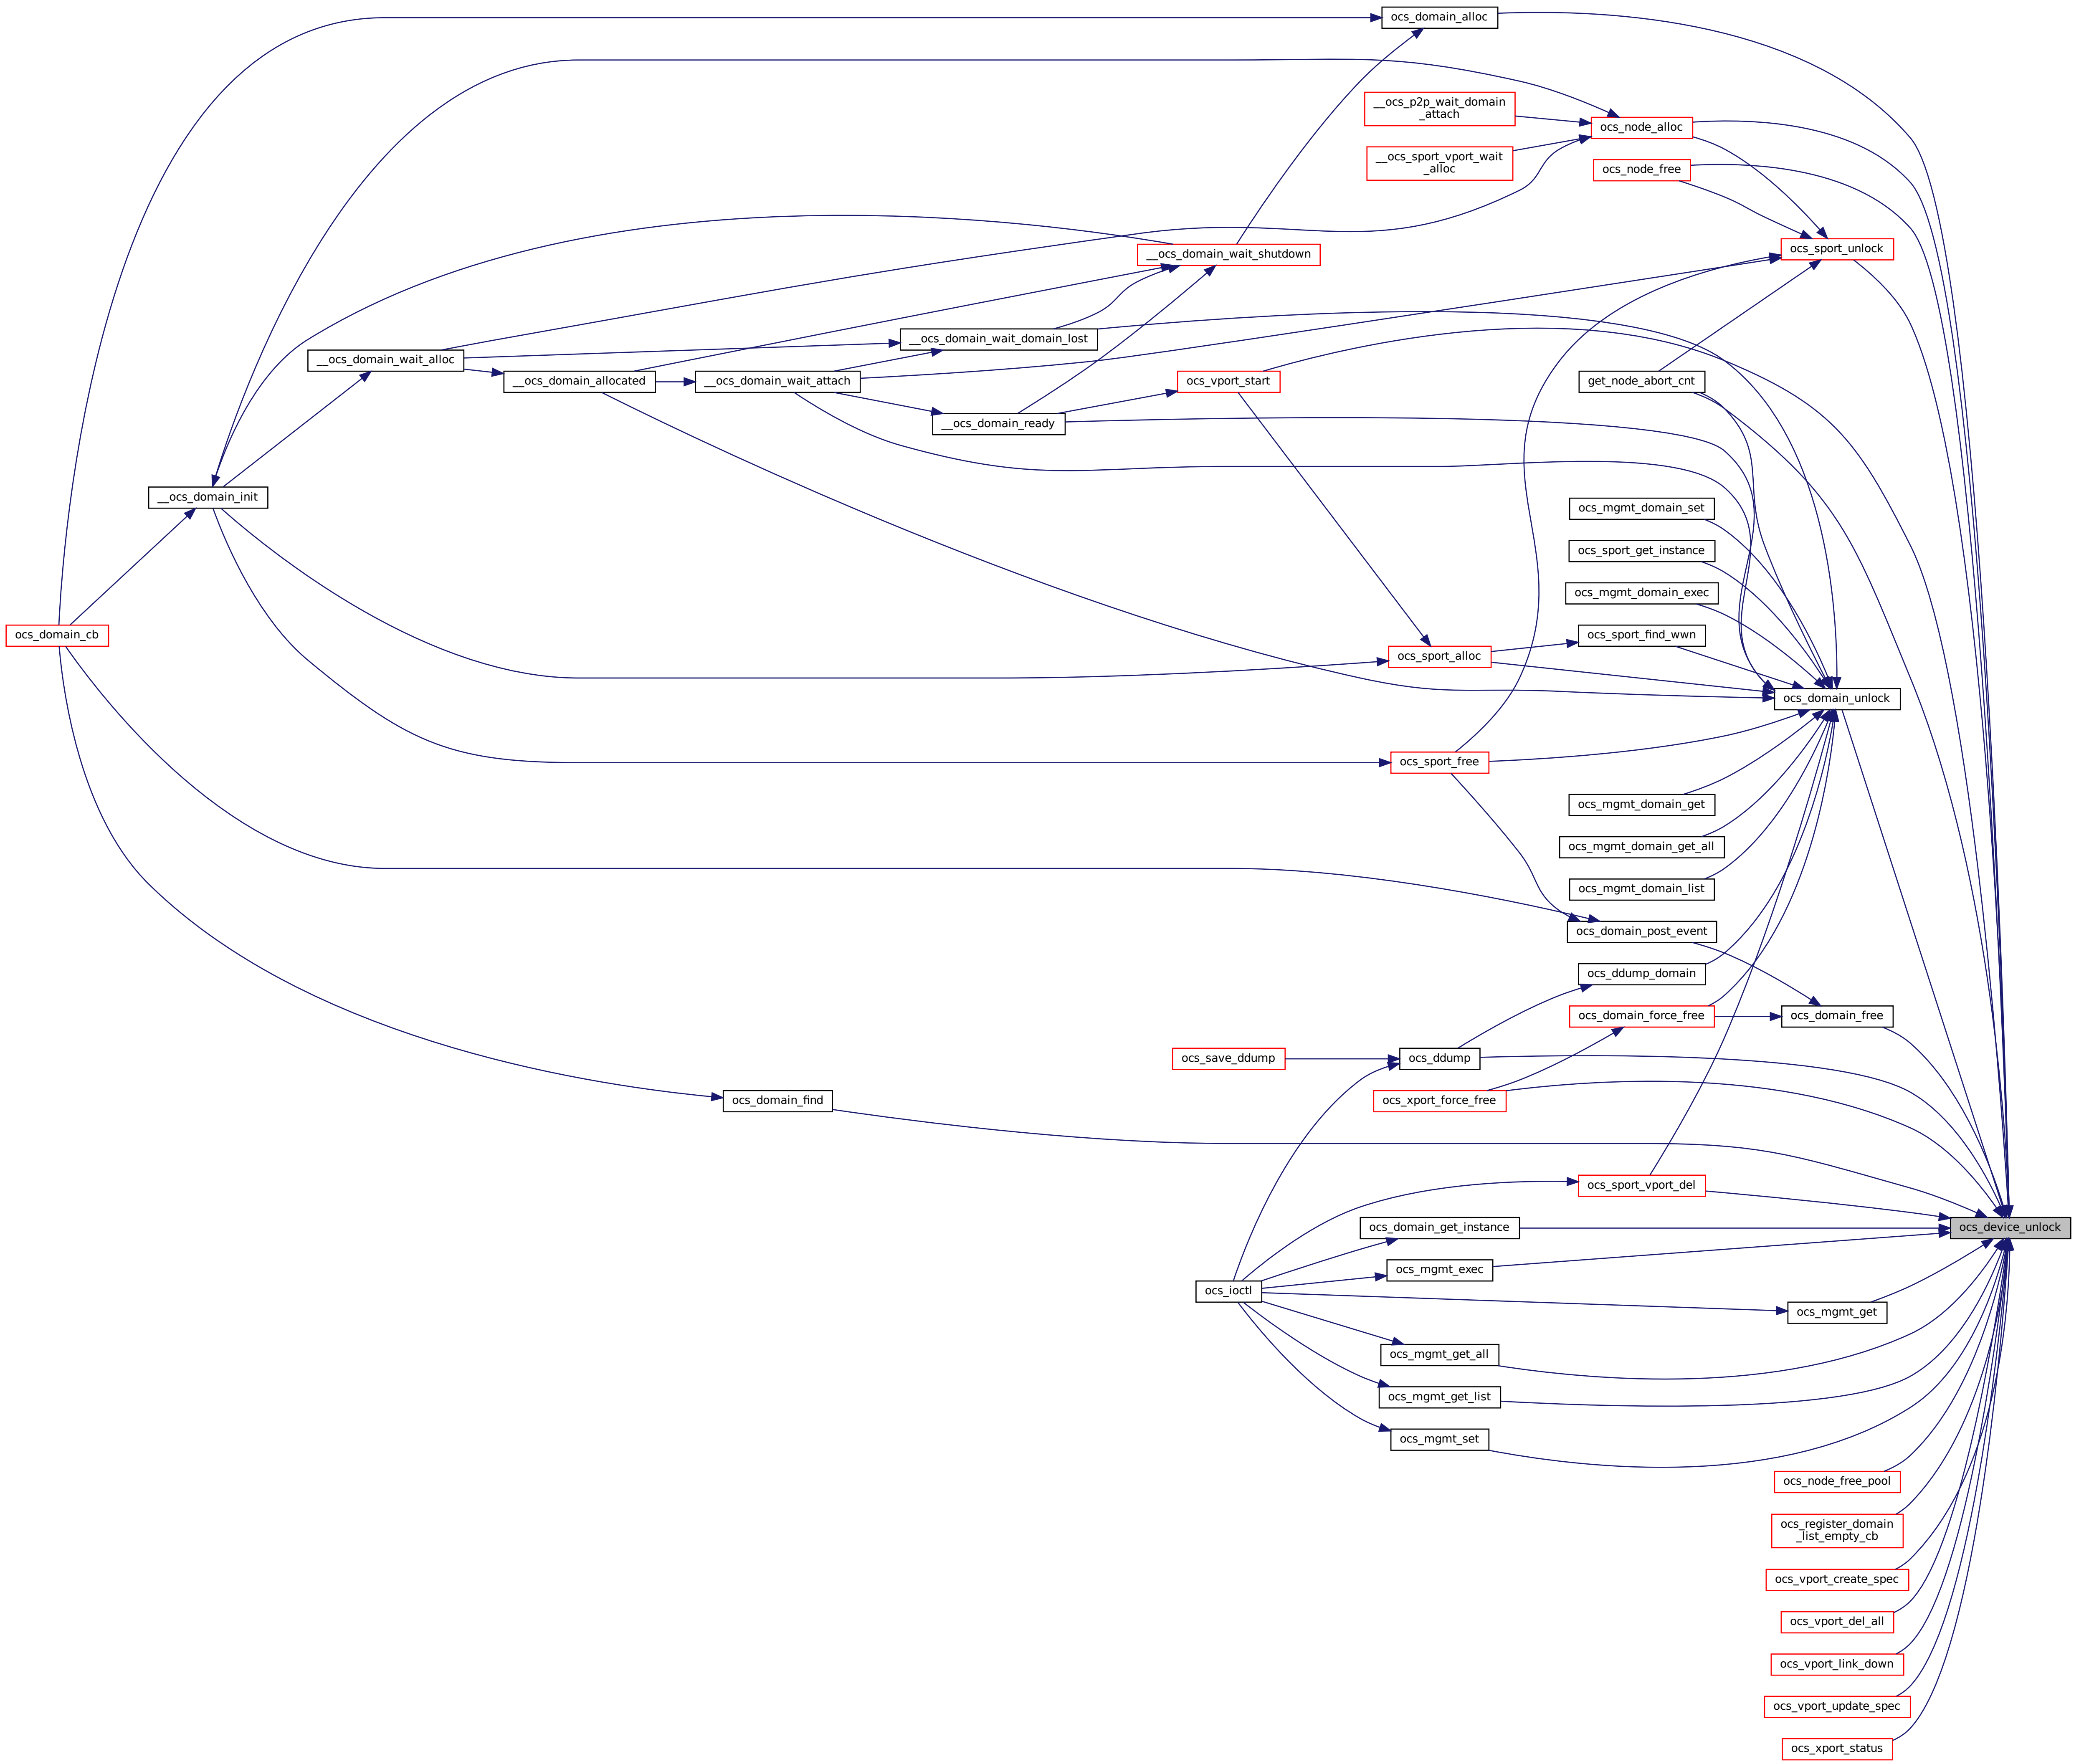 ocs_domain_alloc
__ocs_p2p_wait_domain
_attach
ocs_node_alloc
__ocs_sport_vport_wait
_alloc
ocs_node_free
ocs_sport_unlock
__ocs_domain_wait_shutdown
__ocs_domain_wait_domain_lost
__ocs_domain_wait_alloc
__ocs_domain_allocated
__ocs_domain_wait_attach
ocs_vport_start
get_node_abort_cnt
__ocs_domain_ready
__ocs_domain_init
ocs_mgmt_domain_set
ocs_sport_get_instance
ocs_mgmt_domain_exec
ocs_domain_cb
ocs_sport_find_wwn
ocs_sport_alloc
ocs_domain_unlock
ocs_sport_free
ocs_mgmt_domain_get
ocs_mgmt_domain_get_all
ocs_mgmt_domain_list
ocs_domain_post_event
ocs_ddump_domain
ocs_domain_force_free
ocs_domain_free
ocs_save_ddump
ocs_ddump
ocs_domain_find
ocs_xport_force_free
ocs_sport_vport_del
ocs_domain_get_instance
ocs_device_unlock
ocs_mgmt_exec
ocs_ioctl
ocs_mgmt_get
ocs_mgmt_get_all
ocs_mgmt_get_list
ocs_mgmt_set
ocs_node_free_pool
ocs_register_domain
_list_empty_cb
ocs_vport_create_spec
ocs_vport_del_all
ocs_vport_link_down
ocs_vport_update_spec
ocs_xport_status